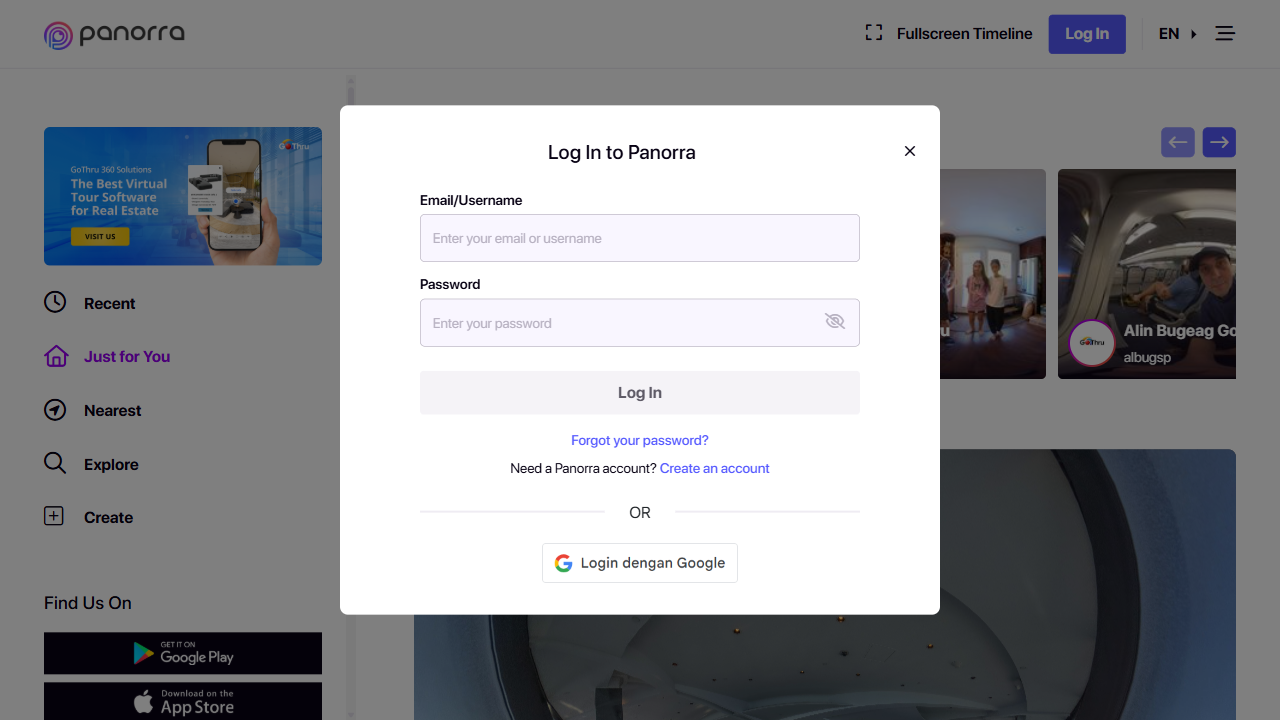 panorra
Fullscreen Timeline
Log In
EN
GoThru
GoThru 360 Solutions
The Best Virtual
Tour Software
for Real Estate
VISIT US
Recent
Just for You
Nearest
Explore
Create
Find Us On
GET IT ON
Google Play
Download on the
App Store
Log In to Panorra
Email/Username
Enter your email or username
Password
Enter your password
Log In
Forgot your password?
Need a Panorra account? Create an account
OR
Login dengan Google
GoThru
Alin Bugeag Go
albugsp